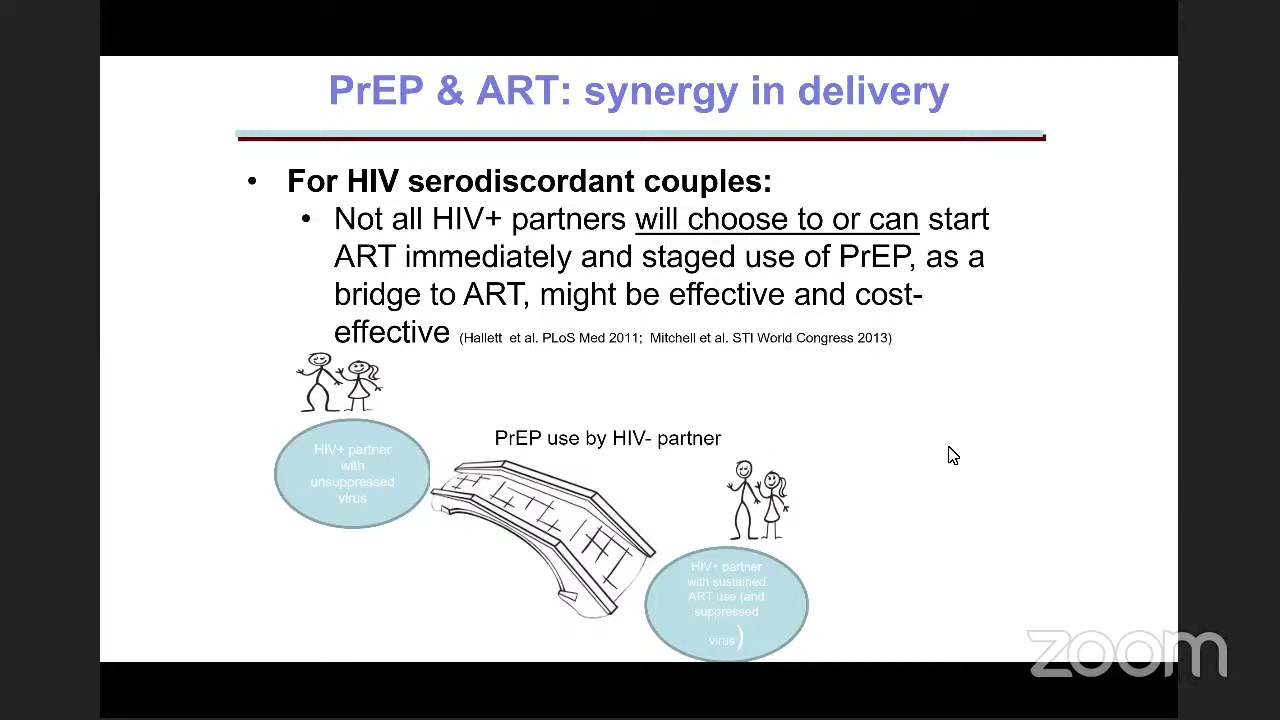 PrEP & ART: synergy in delivery
• For HIV serodiscordant couples:
• Not all HIV+ partners will choose to or can start
ART immediately and staged use of PrEP, as a
bridge to ART, might be effective and cost-
effective (Hallett et al. PLoS Med 2011; Mitchell et al. STI World Congress 2013)
PrEP use by HIV- partner
HIV+ partner
with
unsuppressed
virus
HIV+ partner
with sustained
ART use (and
suppressed
virus)
zoom